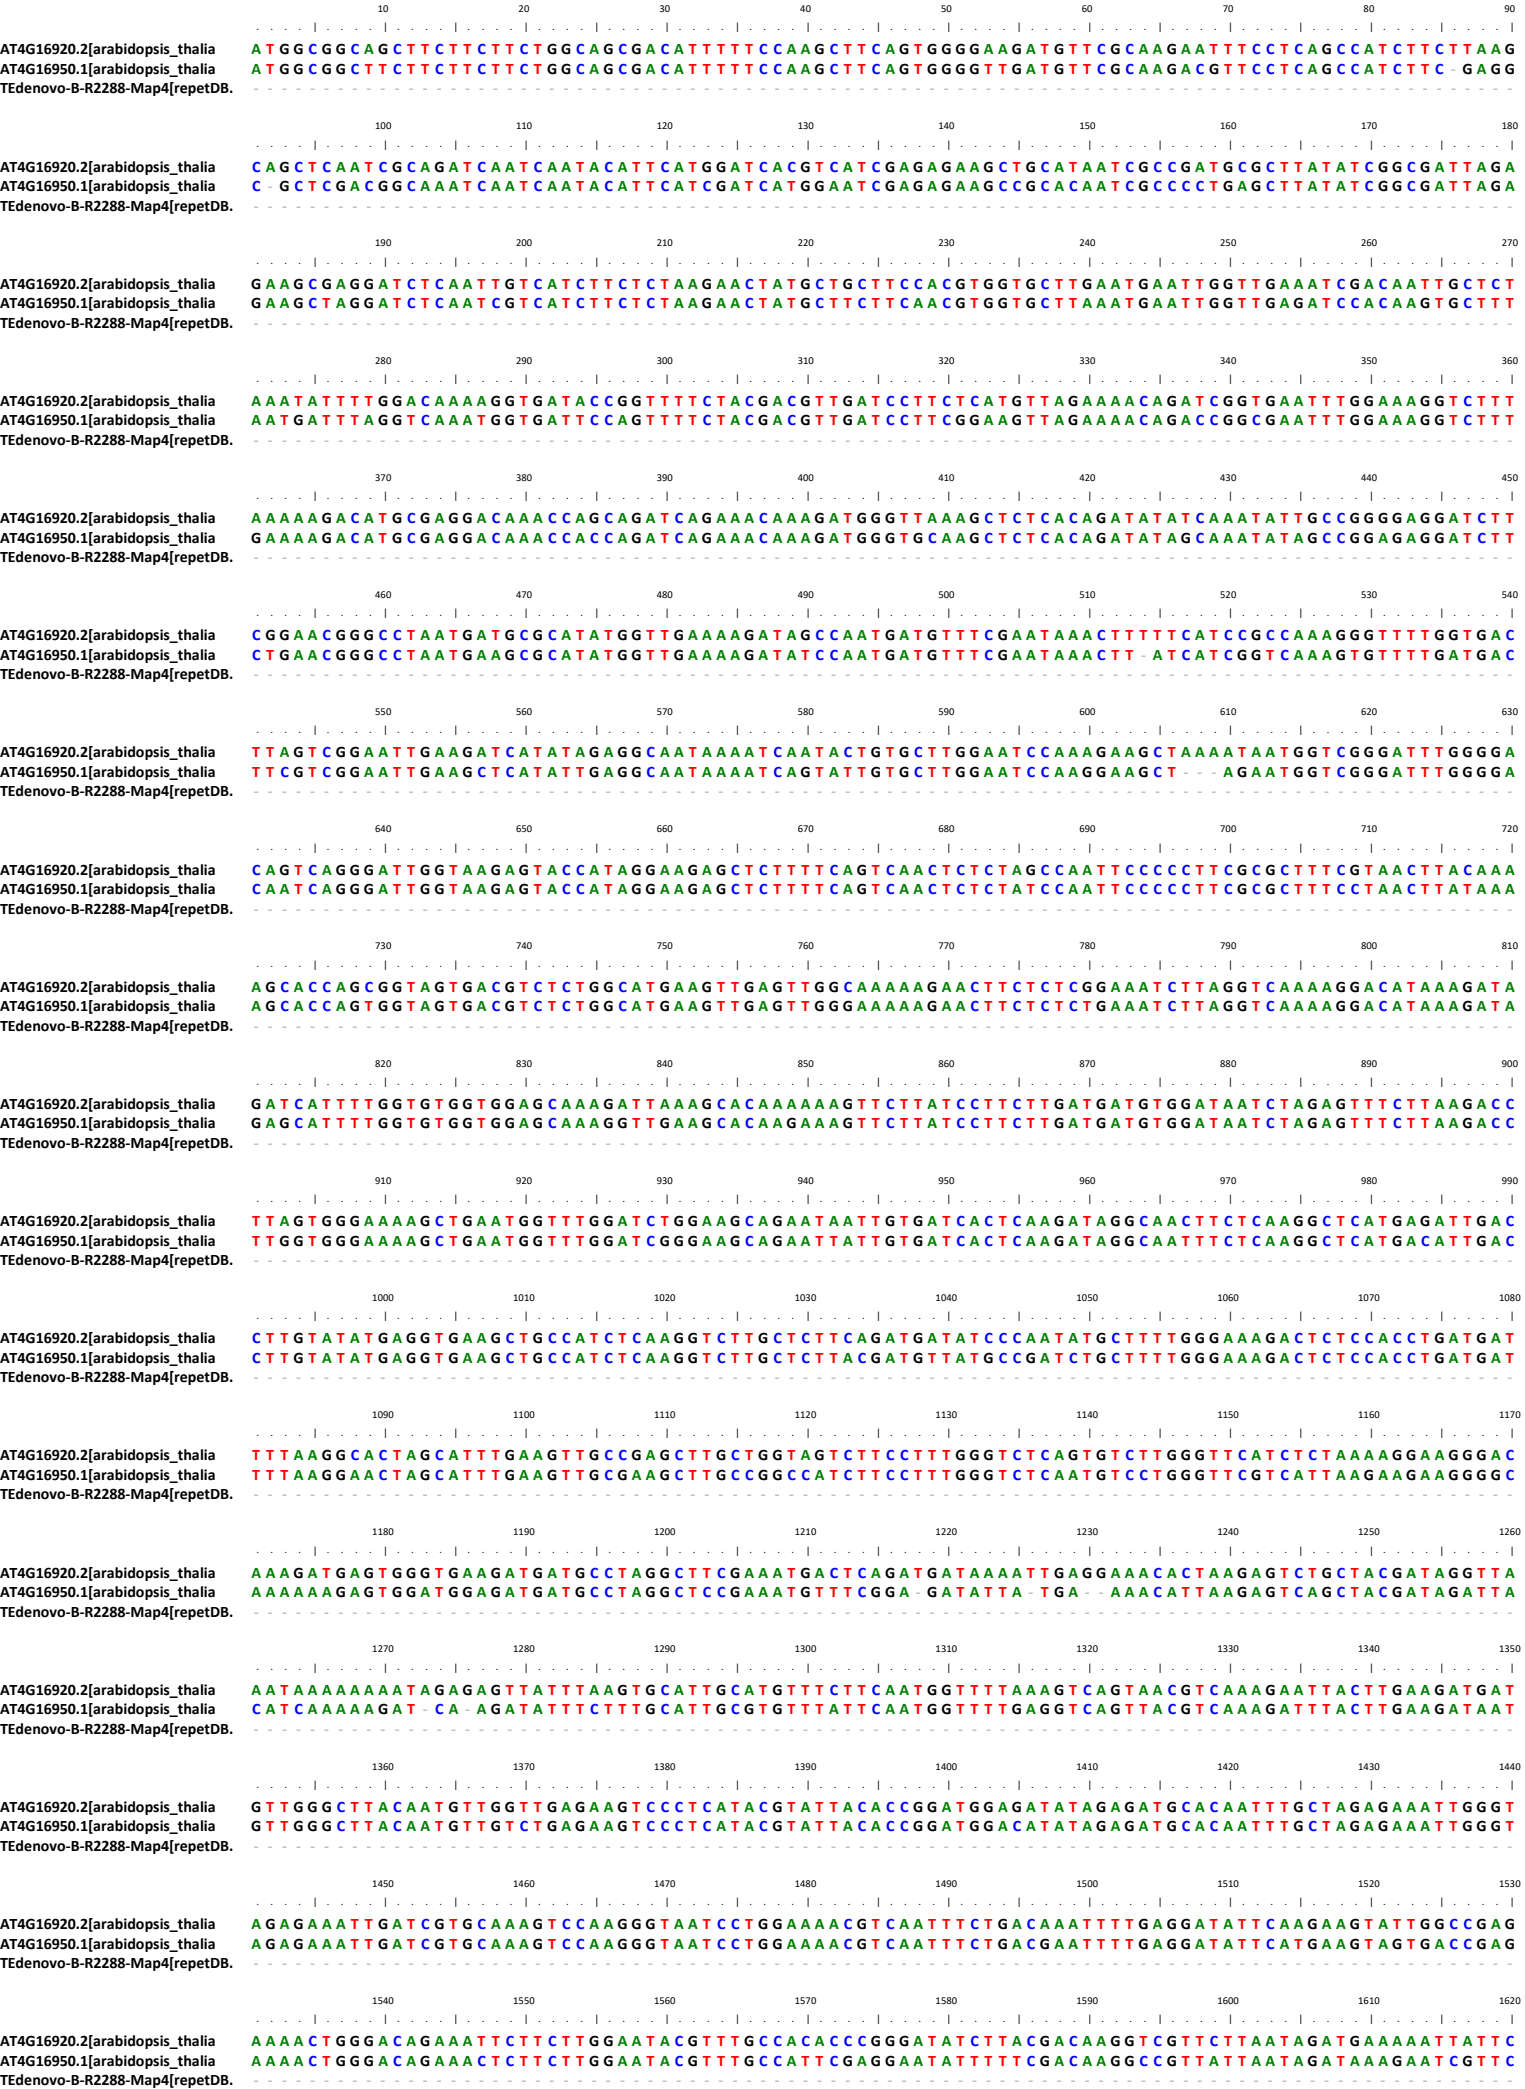 10 20 30 40 50 60 70 80 90
AT4G16920.2[arabidopsis_thalia ATGGCGGCAGCTTCTTCTTCTGGCAGCGACATTTTTCCAAGCTTCAGTGGGGAAGATGTTCGCAAGAATTTCCTCAGCCATCTTCTTAAG
AT4G16950.1[arabidopsis_thalia ATGGCGGCTTCTTCTTCTTCTGGCAGCGACATTTTTCCAAGCTTCAGTGGGGTTGATGTTCGCAAGACGTTCCTCAGCCATCTTC-GAGG
TEdenovo-B-R2288-Map4[repetDB.
100 110 120 130 140 150 160 170 180
AT4G16920.2[arabidopsis_thalia CAGCTCAATCGCAGATCAATCAATACATTCATGGATCACGTCATCGAGAGAAGCTGCATAATCGCCGATGCGCTTATATCGGCGATTAGA
AT4G16950.1[arabidopsis_thalia C-GCTCGACGGCAAATCAATCAATACATTCATCGATCATGGAATCGAGAGAAGCCGCACAATCGCCCCTGAGCTTATATCGGCGATTAGA
TEdenovo-B-R2288-Map4[repetDB.
190 200 210 220 230 240 250 260 270
AT4G16920.2[arabidopsis_thalia GAAGCGAGGATCTCAATTGTCATCTTCTCTAAGAACTATGCTGCTTCCACGTGGTGCTTGAATGAATTGGTTGAAATCGACAATTGCTCT
AT4G16950.1[arabidopsis_thalia GAAGCTAGGATCTCAATCGTCATCTTCTCTAAGAACTATGCTTCTTCAACGTGGTGCTTAAATGAATTGGTTGAGATCCACAAGTGCTTT
TEdenovo-B-R2288-Map4[repetDB.
280 290 300 310 320 330 340 350 360
AT4G16920.2[arabidopsis_thalia AAATATTTTGGACAAAAGGTGATACCGGTTTTCTACGACGTTGATCCTTCTCATGTTAGAAAACAGATCGGTGAATTTGGAAAGGTCTTT
AT4G16950.1[arabidopsis_thalia AATGATTTAGGTCAAATGGTGATTCCAGTTTTCTACGACGTTGATCCTTCGGAAGTTAGAAAACAGACCGGCGAATTTGGAAAGGTCTTT
TEdenovo-B-R2288-Map4[repetDB.
370 380 390 400 410 420 430 440 450
AT4G16920.2[arabidopsis_thalia AAAAAGACATGCGAGGACAAACCAGCAGATCAGAAACAAAGATGGGTTAAAGCTCTCACAGATATATCAAATATTGCCGGGGAGGATCTT
AT4G16950.1[arabidopsis_thalia GAAAAGACATGCGAGGACAAACCACCAGATCAGAAACAAAGATGGGTGCAAGCTCTCACAGATATAGCAAATATAGCCGGAGAGGATCTT
TEdenovo-B-R2288-Map4[repetDB.
460 470 480 490 500 510 520 530 540
AT4G16920.2[arabidopsis_thalia CGGAACGGGCCTAATGATGCGCATATGGTTGAAAAGATAGCCAATGATGTTTCGAATAAACTTTTTCATCCGCCAAAGGGTTTTGGTGAC
AT4G16950.1[arabidopsis_thalia CTGAACGGGCCTAATGAAGCGCATATGGTTGAAAAGATATCCAATGATGTTTCGAATAAACTT-ATCATCGGTCAAAGTGTTTTGATGAC
TEdenovo-B-R2288-Map4[repetDB.
550 560 570 580 590 600 610 620 630
AT4G16920.2[arabidopsis_thalia TTAGTCGGAATTGAAGATCATATAGAGGCAATAAAATCAATACTGTGCTTGGAATCCAAAGAAGCTAAAATAATGGTCGGGATTTGGGGA
AT4G16950.1[arabidopsis_thalia TTCGTCGGAATTGAAGCTCATATTGAGGCAATAAAATCAGTATTGTGCTTGGAATCCAAGGAAGCT---AGAATGGTCGGGATTTGGGGA
TEdenovo-B-R2288-Map4[repetDB.
640 650 660 670 680 690 700 710 720
AT4G16920.2[arabidopsis_thalia CAGTCAGGGATTGGTAAGAGTACCATAGGAAGAGCTCTTTTCAGTCAACTCTCTAGCCAATTCCCCCTTCGCGCTTTCGTAACTTACAAA
AT4G16950.1[arabidopsis_thalia CAATCAGGGATTGGTAAGAGTACCATAGGAAGAGCTCTTTTCAGTCAACTCTCTATCCAATTCCCCCTTCGCGCTTTCCTAACTTATAAA
TEdenovo-B-R2288-Map4[repetDB.
730 740 750 760 770 780 790 800 810
AT4G16920.2[arabidopsis_thalia AGCACCAGCGGTAGTGACGTCTCTGGCATGAAGTTGAGTTGGCAAAAAGAACTTCTCTCGGAAATCTTAGGTCAAAAGGACATAAAGATA
AT4G16950.1[arabidopsis_thalia AGCACCAGTGGTAGTGACGTCTCTGGCATGAAGTTGAGTTGGGAAAAAGAACTTCTCTCTGAAATCTTAGGTCAAAAGGACATAAAGATA
TEdenovo-B-R2288-Map4[repetDB.
820 830 840 850 860 870 880 890 900
AT4G16920.2[arabidopsis_thalia GATCATTTTGGTGTGGTGGAGCAAAGATTAAAGCACAAAAAAGTTCTTATCCTTCTTGATGATGTGGATAATCTAGAGTTTCTTAAGACC
AT4G16950.1[arabidopsis_thalia GAGCATTTTGGTGTGGTGGAGCAAAGGTTGAAGCACAAGAAAGTTCTTATCCTTCTTGATGATGTGGATAATCTAGAGTTTCTTAAGACC
TEdenovo-B-R2288-Map4[repetDB.
910 920 930 940 950 960 970 980 990
AT4G16920.2[arabidopsis_thalia TTAGTGGGAAAAGCTGAATGGTTTGGATCTGGAAGCAGAATAATTGTGATCACTCAAGATAGGCAACTTCTCAAGGCTCATGAGATTGAC
AT4G16950.1[arabidopsis_thalia TTGGTGGGAAAAGCTGAATGGTTTGGATCGGGAAGCAGAATTATTGTGATCACTCAAGATAGGCAATTTCTCAAGGCTCATGACATTGAC
TEdenovo-B-R2288-Map4[repetDB.
1000 1010 1020 1030 1040 1050 1060 1070 1080
AT4G16920.2[arabidopsis_thalia CTTGTATATGAGGTGAAGCTGCCATCTCAAGGTCTTGCTCTTCAGATGATATCCCAATATGCTTTTGGGAAAGACTCTCCACCTGATGAT
AT4G16950.1[arabidopsis_thalia CTTGTATATGAGGTGAAGCTGCCATCTCAAGGTCTTGCTCTTACGATGTTATGCCGATCTGCTTTTGGGAAAGACTCTCCACCTGATGAT
TEdenovo-B-R2288-Map4[repetDB.
1090 1100 1110 1120 1130 1140 1150 1160 1170
AT4G16920.2[arabidopsis_thalia TTTAAGGCACTAGCATTTGAAGTTGCCGAGCTTGCTGGTAGTCTTCCTTTGGGTCTCAGTGTCTTGGGTTCATCTCTAAAAGGAAGGGAC
AT4G16950.1[arabidopsis_thalia TTTAAGGAACTAGCATTTGAAGTTGCGAAGCTTGCCGGCCATCTTCCTTTGGGTCTCAATGTCCTGGGTTCGTCATTAAGAAGAAGGGGC
TEdenovo-B-R2288-Map4[repetDB.
1180 1190 1200 1210 1220 1230 1240 1250 1260
AT4G16920.2[arabidopsis_thalia AAAGATGAGTGGGTGAAGATGATGCCTAGGCTTCGAAATGACTCAGATGATAAAATTGAGGAAACACTAAGAGTCTGCTACGATAGGTTA
AT4G16950.1[arabidopsis_thalia AAAAAAGAGTGGATGGAGATGATGCCTAGGCTCCGAAATGTTTCGGA-GATATTA-TGA--AAACATTAAGAGTCAGCTACGATAGATTA
TEdenovo-B-R2288-Map4[repetDB.
1270 1280 1290 1300 1310 1320 1330 1340 1350
AT4G16920.2[arabidopsis_thalia AATAAAAAAAATAGAGAGTTATTTAAGTGCATTGCATGTTTCTTCAATGGTTTTAAAGTCAGTAACGTCAAAGAATTACTTGAAGATGAT
AT4G16950.1[arabidopsis_thalia CATCAAAAAGAT-CA-AGATATTTCTTTGCATTGCGTGTTTATTCAATGGTTTTGAGGTCAGTTACGTCAAAGATTTACTTGAAGATAAT
TEdenovo-B-R2288-Map4[repetDB.
1360 1370 1380 1390 1400 1410 1420 1430 1440
AT4G16920.2[arabidopsis_thalia GTTGGGCTTACAATGTTGGTTGAGAAGTCCCTCATACGTATTACACCGGATGGAGATATAGAGATGCACAATTTGCTAGAGAAATTGGGT
AT4G16950.1[arabidopsis_thalia GTTGGGCTTACAATGTTGTCTGAGAAGTCCCTCATACGTATTACACCGGATGGACATATAGAGATGCACAATTTGCTAGAGAAATTGGGT
TEdenovo-B-R2288-Map4[repetDB.
1450 1460 1470 1480 1490 1500 1510 1520 1530
AT4G16920.2[arabidopsis_thalia AGAGAAATTGATCGTGCAAAGTCCAAGGGTAATCCTGGAAAACGTCAATTTCTGACAAATTTTGAGGATATTCAAGAAGTATTGGCCGAG
AT4G16950.1[arabidopsis_thalia AGAGAAATTGATCGTGCAAAGTCCAAGGGTAATCCTGGAAAACGTCAATTTCTGACGAATTTTGAGGATATTCATGAAGTAGTGACCGAG
TEdenovo-B-R2288-Map4[repetDB.
1540 1550 1560 1570 1580 1590 1600 1610 1620
AT4G16920.2[arabidopsis_thalia AAAACTGGGACAGAAATTCTTCTTGGAATACGTTTGCCACACCCGGGATATCTTACGACAAGGTCGTTCTTAATAGATGAAAAATTATTC
AT4G16950.1[arabidopsis_thalia AAAACTGGGACAGAAACTCTTCTTGGAATACGTTTGCCATTCGAGGAATATTTTTCGACAAGGCCGTTATTAATAGATAAAGAATCGTTC
TEdenovo-B-R2288-Map4[repetDB.